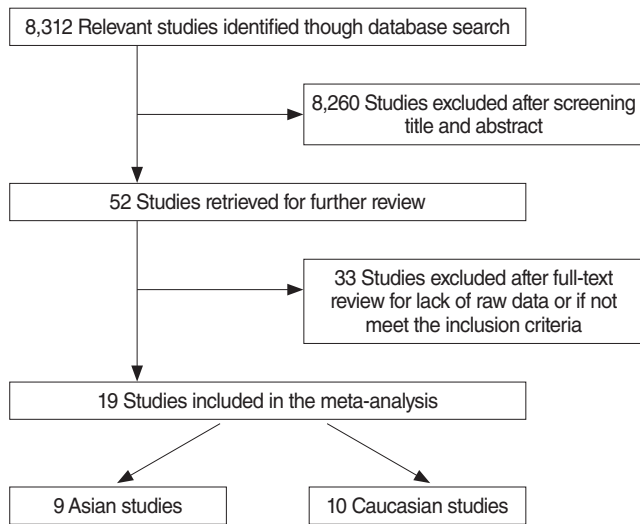 8,312 Relevant studies identified though database search
8,260 Studies excluded after screening
title and abstract
52 Studies retrieved for further review
33 Studies excluded after full-text
review for lack of raw data or if not
meet the inclusion criteria
19 Studies included in the meta-analysis
9 Asian studies
10 Caucasian studies